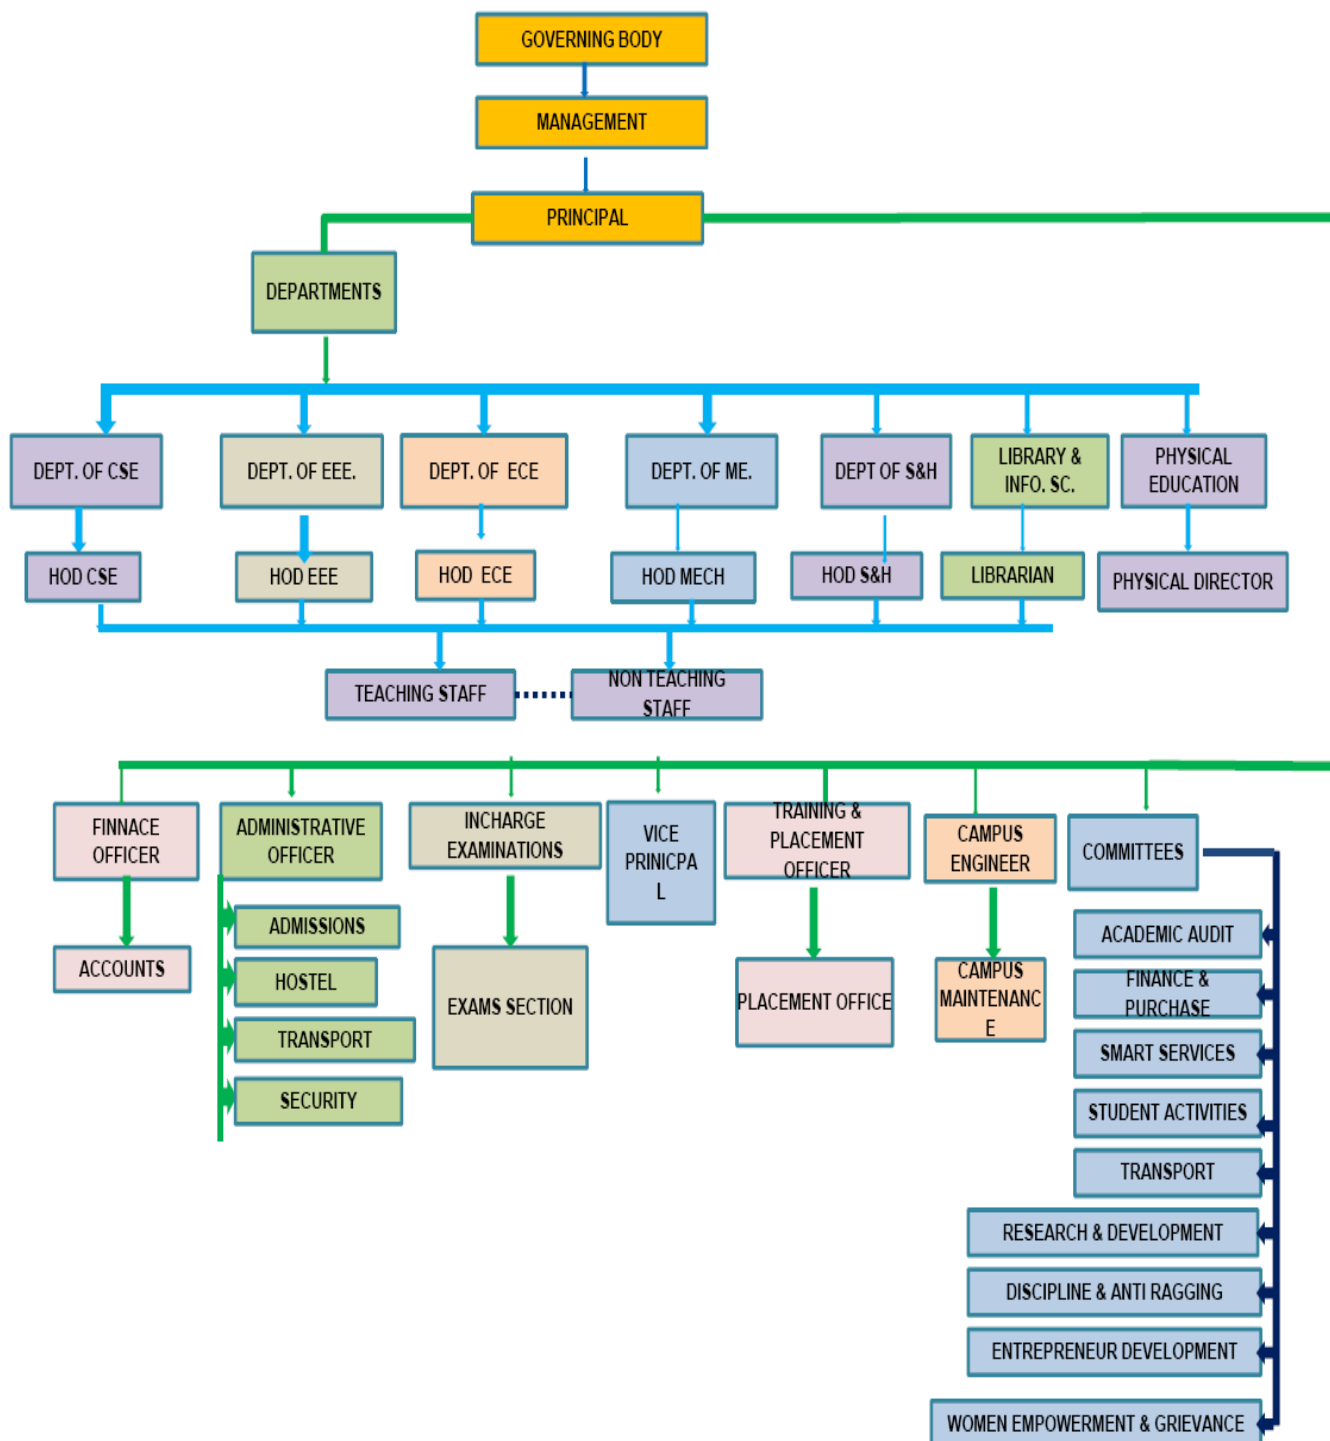 GOVERNING BODY
MANAGEMENT
PRINCIPAL
DEPARTMENTS
DEPT. OF CSE
DEPT. OF EEE.
DEPT. OF ECE
DEPT. OF ME.
DEPT OF S&H
LIBRARY &
INFO. SC.
PHYSICAL
EDUCATION
HOD CSE
HOD EEE
HOD ECE
HOD MECH
HOD S&H
LIBRARIAN
PHYSICAL DIRECTOR
TEACHING STAFF
NON TEACHING
STAFF
FINNACE
OFFICER
ADMINISTRATIVE
OFFICER
INCHARGE
EXAMINATIONS
VICE
PRINICPA
L
TRAINING &
PLACEMENT
OFFICER
CAMPUS
ENGINEER
COMMITTEES
ACCOUNTS
ADMISSIONS
HOSTEL
TRANSPORT
SECURITY
EXAMS SECTION
PLACEMENT OFFICE
CAMPUS
MAINTENANC
E
ACADEMIC AUDIT
FINANCE &
PURCHASE
SMART SERVICES
STUDENT ACTIVITIES
TRANSPORT
RESEARCH & DEVELOPMENT
DISCIPLINE & ANTI RAGGING
ENTREPRENEUR DEVELOPMENT
WOMEN EMPOWERMENT & GRIEVANCE